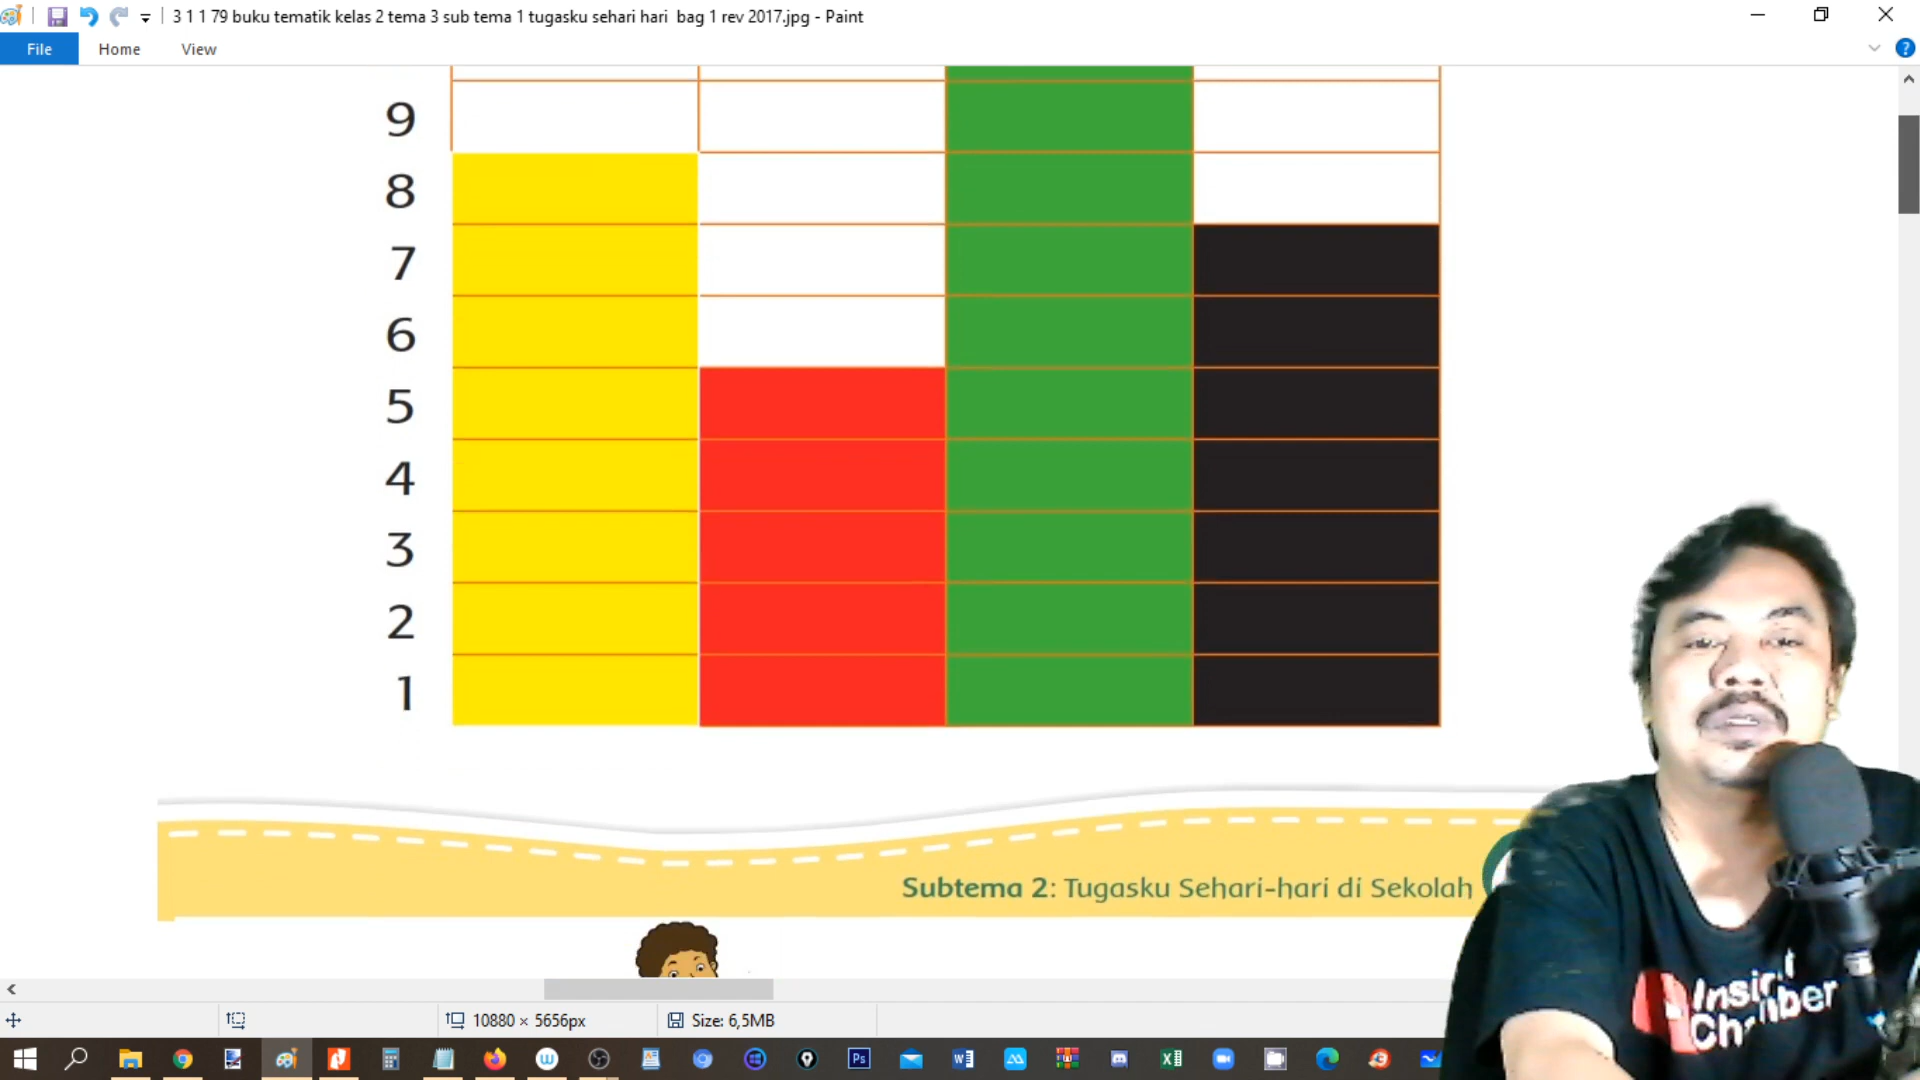 3 1 1 79 buku tematik kelas 2 tema 3 sub tema 1 tugasku sehari hari  bag 1 rev 2017.jpg - Paint
File Home View
9
8
7
6
5
4
3
2
1
Subtema 2: Tugasku Sehari-hari di Sekolah
10880 × 5656px
Size: 6,5MB